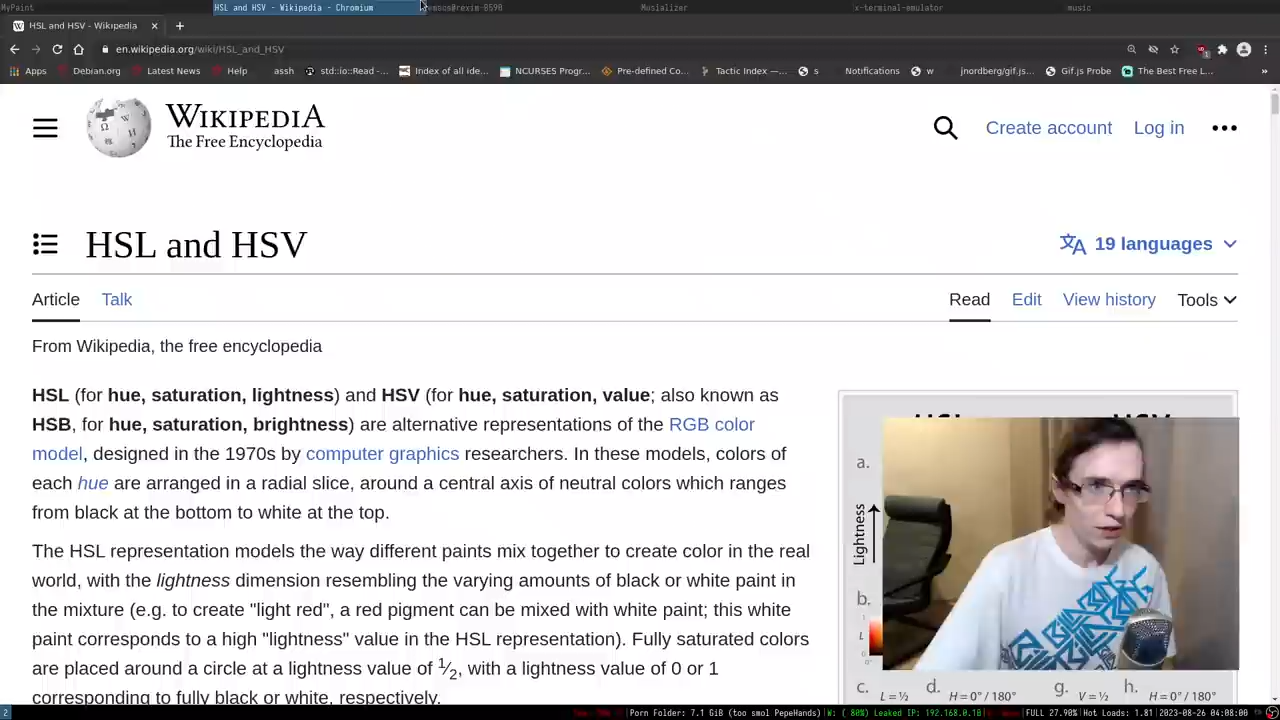 MyPaint
HSL and HSV - Wikipedia - Chromium
Musializer
x-terminal-emulator
music
HSL and HSV - Wikipedia
en.wikipedia.org/wiki/HSL_and_HSV
Apps Debian.org Latest News Help assh std::io::Read -... Index of all ide... NCURSES Progr... Pre-defined Co... Tactic Index —... s Notifications w jnordberg/gif.js... Gif.js Probe The Best Free L... »
WIKIPEDIA
The Free Encyclopedia
Create account Log in
HSL and HSV
19 languages
Article Talk Read Edit View history Tools
From Wikipedia, the free encyclopedia
HSL (for hue, saturation, lightness) and HSV (for hue, saturation, value; also known as
HSB, for hue, saturation, brightness) are alternative representations of the RGB color
model, designed in the 1970s by computer graphics researchers. In these models, colors of
each hue are arranged in a radial slice, around a central axis of neutral colors which ranges
from black at the bottom to white at the top.
The HSL representation models the way different paints mix together to create color in the real
world, with the lightness dimension resembling the varying amounts of black or white paint in
the mixture (e.g. to create "light red", a red pigment can be mixed with white paint; this white
paint corresponds to a high "lightness" value in the HSL representation). Fully saturated colors
are placed around a circle at a lightness value of 1/2, with a lightness value of 0 or 1
corresponding to fully black or white, respectively.
a.
Lightness
b.
L
c. L = ½ d. H = 0° / 180° g. V = ½ h. H = 0° / 180°
2
Porn Folder: 7.1 GiB (too smol PepeHands) W: ( 80%) Leaked IP: 192.168.0.18 FULL 27.90% Hot Loads: 1.81 2023-08-26 04:08:00